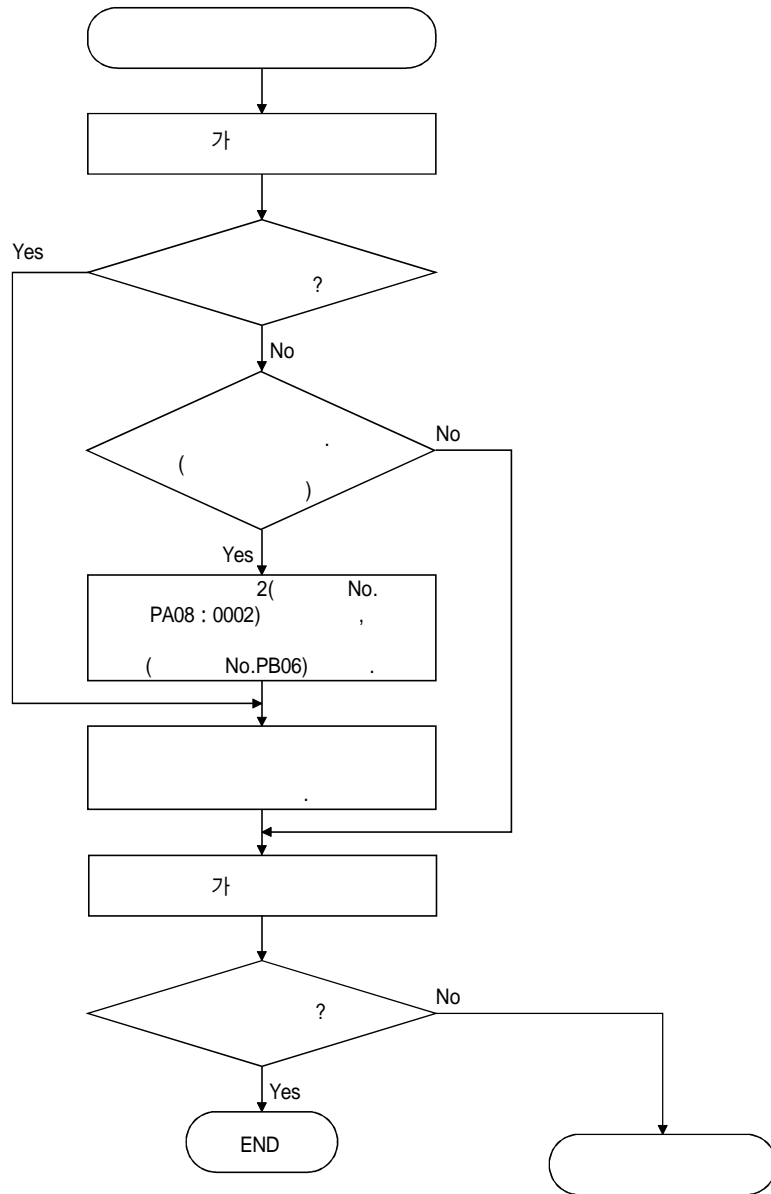 가
Yes
?
No
.
No
(
)
Yes
2( No.
PA08 : 0002) ,
( No.PB06) .
.
가
? No
Yes
END